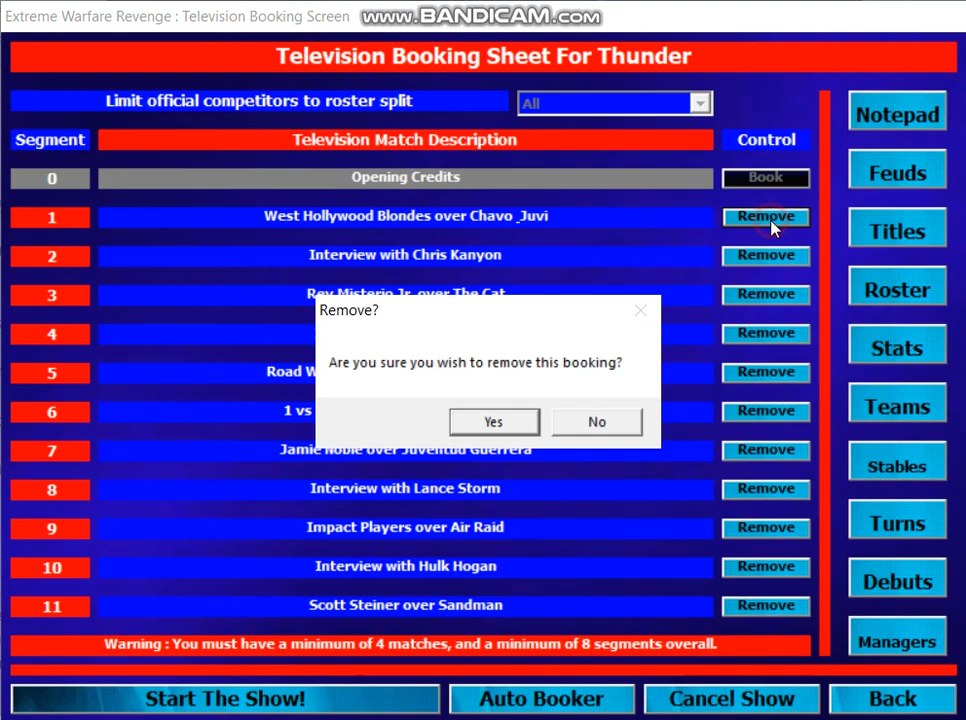 Extreme Warfare Revenge : Television Booking Screen
www.BANDICAM.com
Television Booking Sheet For Thunder
Limit official competitors to roster split
All
Segment Television Match Description Control
0 Opening Credits Book
1 West Hollywood Blondes over Chavo_Juvi Remove
2 Interview with Chris Kanyon Remove
3 Rey Misterio Jr. over The Cat Remove
4 Remove
5 Road Remove
6 1 vs Remove
7 Jamie Noble over Juventud Guerrera Remove
8 Interview with Lance Storm Remove
9 Impact Players over Air Raid Remove
10 Interview with Hulk Hogan Remove
11 Scott Steiner over Sandman Remove
Warning : You must have a minimum of 4 matches, and a minimum of 8 segments overall.
Remove?
Are you sure you wish to remove this booking?
Yes No
Notepad
Feuds
Titles
Roster
Stats
Teams
Stables
Turns
Debuts
Managers
Start The Show! Auto Booker Cancel Show Back